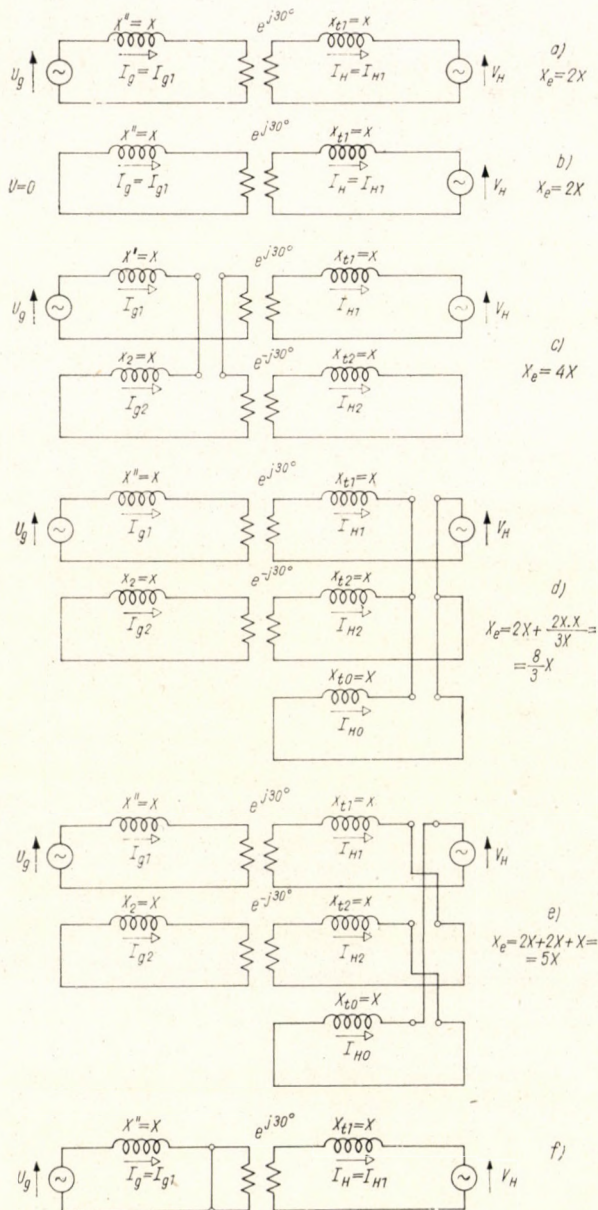 X''=X e^{j30°} X_{t1}=X
U_g I_g=I_{g1} I_H=I_{H1} V_H
a)
X_e=2X
X''=X e^{j30°} X_{t1}=X
U=0 I_g=I_{g1} I_H=I_{H1} V_H
b)
X_e=2X
X''=X e^{j30°} X_{t1}=X
U_g I_{g1} I_{H1} V_H
X_2=X e^{-j30°} X_{t2}=X
I_{g2} I_{H2}
c)
X_e=4X
X''=X e^{j30°} X_{t1}=X
U_g I_{g1} I_{H1} V_H
X_2=X e^{-j30°} X_{t2}=X
I_{g2} I_{H2}
X_{t0}=X
I_{H0}
d)
X_e=2X+\frac{2X.X}{3X}=
=\frac{8}{3}X
X''=X e^{j30°} X_{t1}=X
U_g I_{g1} I_{H1} V_H
X_2=X e^{-j30°} X_{t2}=X
I_{g2} I_{H2}
X_{t0}=X
I_{H0}
e)
X_e=2X+2X+X=
=5X
X''=X e^{j30°} X_{t1}=X
U_g I_g=I_{g1} I_H=I_{H1} V_H
f)